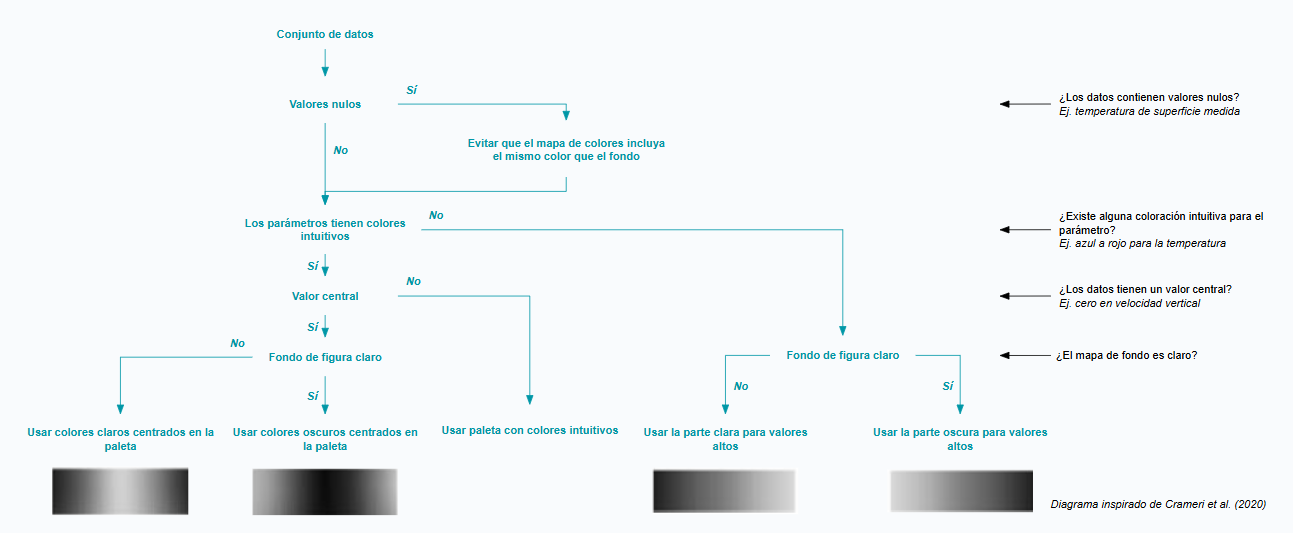 Conjunto de datos
Valores nulos
Sí
¿Los datos contienen valores nulos?
Ej. temperatura de superficie medida
No
Evitar que el mapa de colores incluya
el mismo color que el fondo
Los parámetros tienen colores
intuitivos
No
¿Existe alguna coloración intuitiva para el
parámetro?
Ej. azul a rojo para la temperatura
Sí
Valor central
No
¿Los datos tienen un valor central?
Ej. cero en velocidad vertical
Sí
No
Fondo de figura claro
Fondo de figura claro
¿El mapa de fondo es claro?
Sí
No
Sí
Usar colores claros centrados en la
paleta
Usar colores oscuros centrados en
la paleta
Usar paleta con colores intuitivos
Usar la parte clara para valores
altos
Usar la parte oscura para valores
altos
Diagrama inspirado de Crameri et al. (2020)